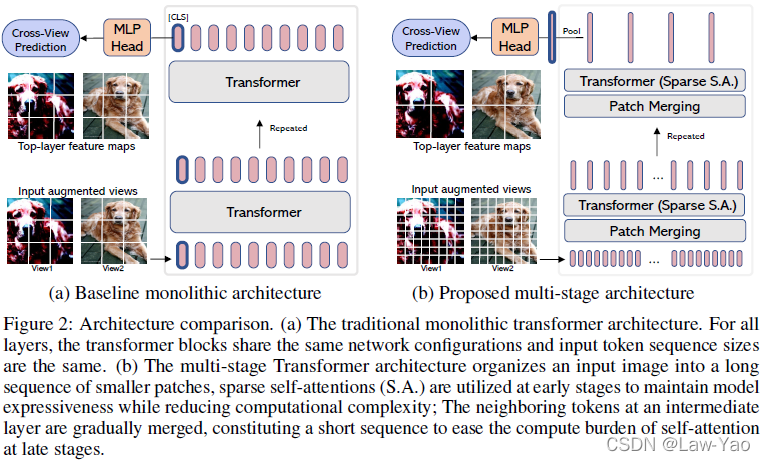 [CLS]
Cross-View
Prediction
MLP
Head
Transformer
Repeated
Top-layer feature maps
Input augmented views
Transformer
View1
View2
(a) Baseline monolithic architecture
Cross-View
Prediction
MLP
Head
Pool
Transformer (Sparse S.A.)
Patch Merging
Repeated
Top-layer feature maps
...
Input augmented views
Transformer (Sparse S.A.)
Patch Merging
View1
View2
...
(b) Proposed multi-stage architecture
Figure 2: Architecture comparison. (a) The traditional monolithic transformer architecture. For all
layers, the transformer blocks share the same network configurations and input token sequence sizes
are the same. (b) The multi-stage Transformer architecture organizes an input image into a long
sequence of smaller patches, sparse self-attentions (S.A.) are utilized at early stages to maintain model
expressiveness while reducing computational complexity; The neighboring tokens at an intermediate
layer are gradually merged, constituting a short sequence to ease the compute burden of self-attention
at late stages.
CSDN @Law-Yao